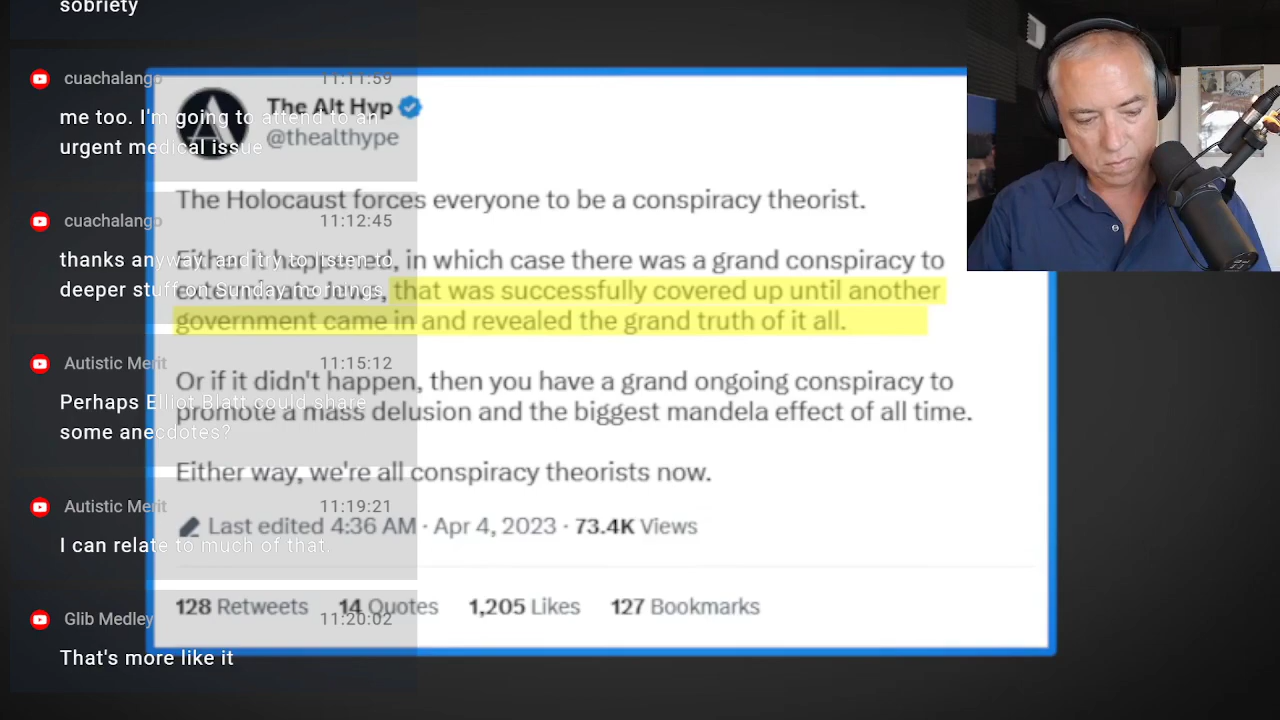 sobriety
cuachalango 11:11:59
me too. I'm going to attend to an
urgent medical issue
cuachalango 11:12:45
thanks anyway. and try to listen to
deeper stuff on Sunday mornings
Autistic Merit 11:15:12
Perhaps Elliot Blatt could share
some anecdotes?
Autistic Merit 11:19:21
I can relate to much of that.
Glib Medley 11:20:02
That's more like it
The Alt Hyp
@thealthype
The Holocaust forces everyone to be a conspiracy theorist.
Either it happened, in which case there was a grand conspiracy to
exterminate Jews, that was successfully covered up until another
government came in and revealed the grand truth of it all.
Or if it didn't happen, then you have a grand ongoing conspiracy to
promote a mass delusion and the biggest mandela effect of all time.
Either way, we're all conspiracy theorists now.
Last edited 4:36 AM · Apr 4, 2023 · 73.4K Views
128 Retweets 14 Quotes 1,205 Likes 127 Bookmarks